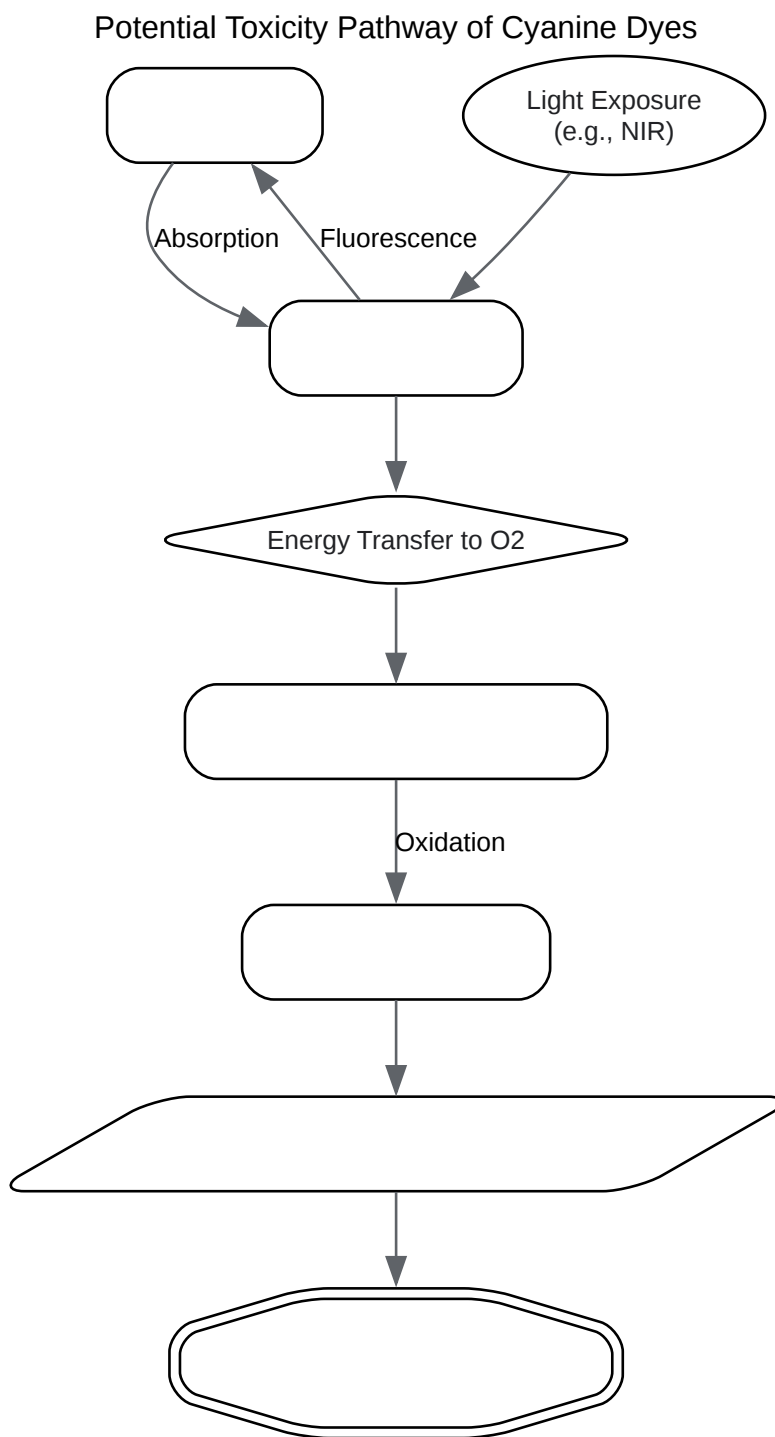 Potential Toxicity Pathway of Cyanine Dyes
Light Exposure
(e.g., NIR)
Absorption
Fluorescence
Energy Transfer to O2
Oxidation